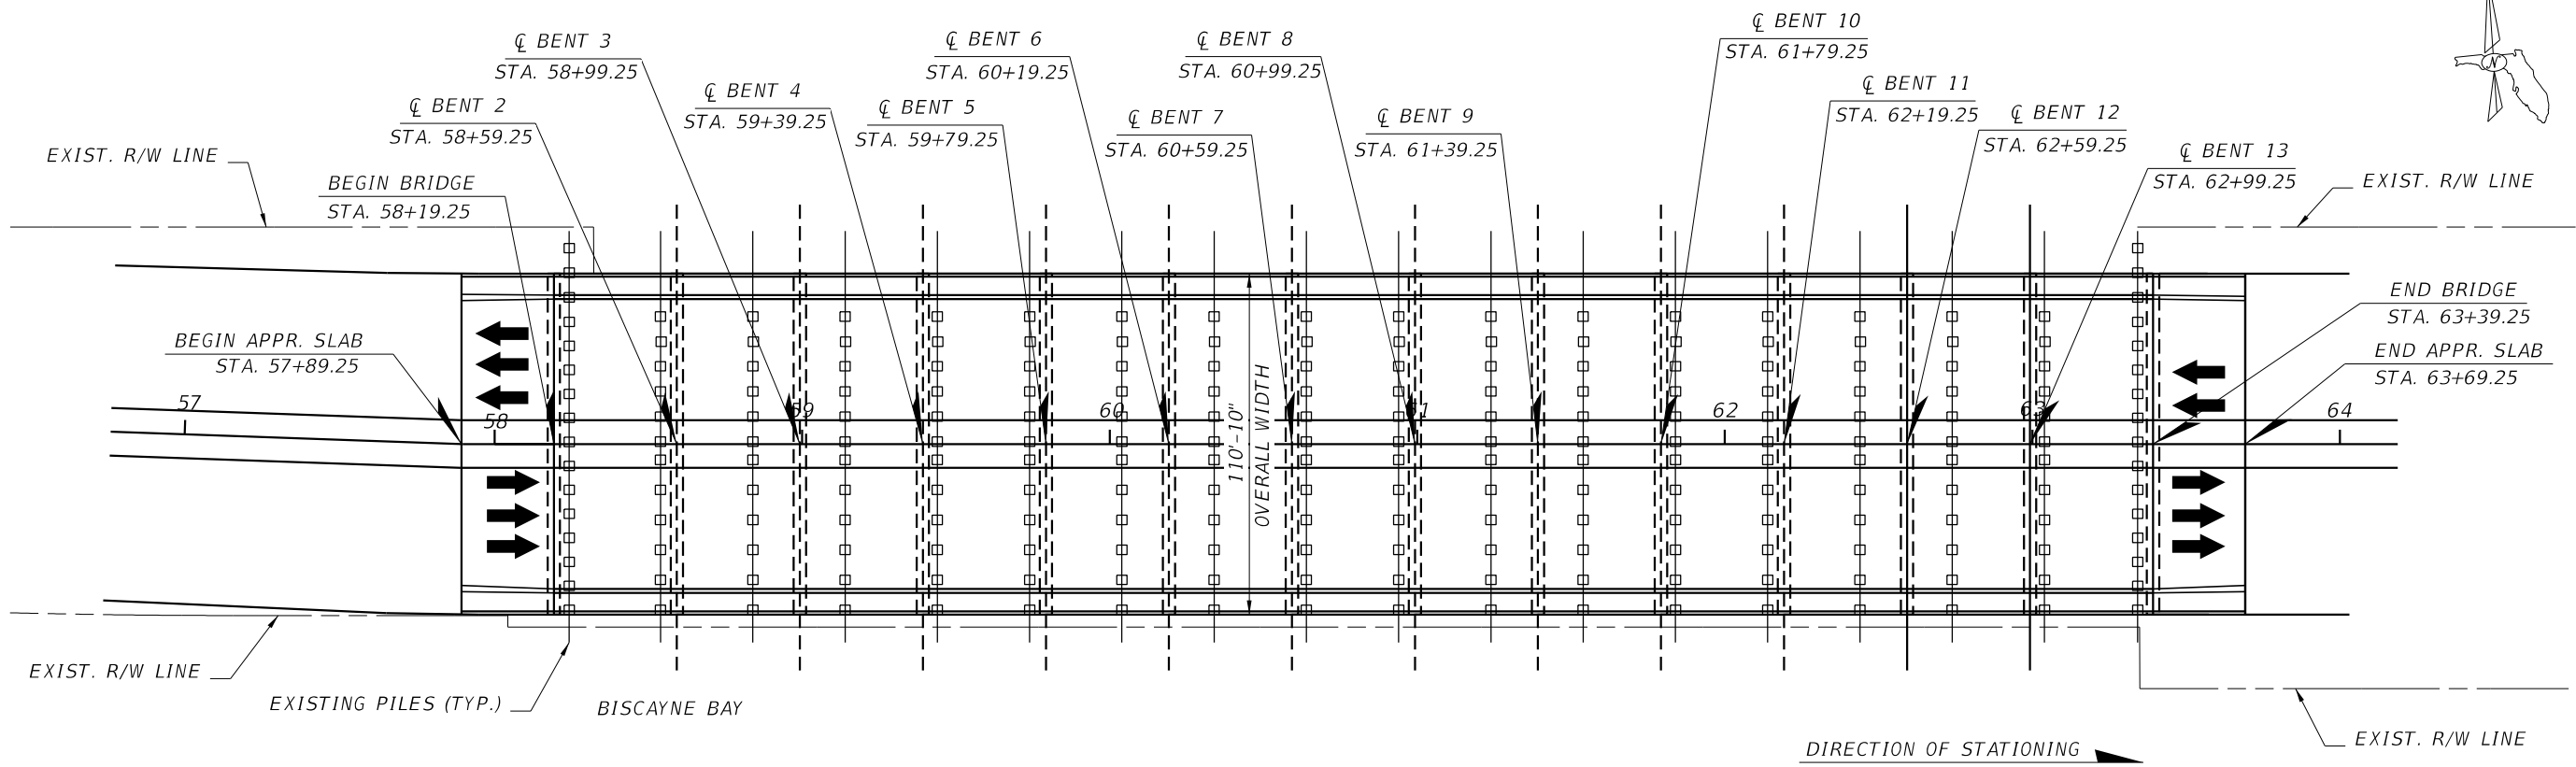 ℄ BENT 10
STA. 61+79.25
℄ BENT 3
STA. 58+99.25
℄ BENT 6
STA. 60+19.25
℄ BENT 8
STA. 60+99.25
N
℄ BENT 4
STA. 59+39.25
℄ BENT 11
STA. 62+19.25
℄ BENT 2
STA. 58+59.25
℄ BENT 5
STA. 59+79.25
℄ BENT 7
STA. 60+59.25
℄ BENT 9
STA. 61+39.25
℄ BENT 12
STA. 62+59.25
℄ BENT 13
STA. 62+99.25
EXIST. R/W LINE
BEGIN BRIDGE
STA. 58+19.25
EXIST. R/W LINE
END BRIDGE
STA. 63+39.25
BEGIN APPR. SLAB
STA. 57+89.25
END APPR. SLAB
STA. 63+69.25
57
58
59
60
61
62
63
64
110'-10"
OVERALL WIDTH
EXIST. R/W LINE
EXISTING PILES (TYP.)
BISCAYNE BAY
DIRECTION OF STATIONING
EXIST. R/W LINE